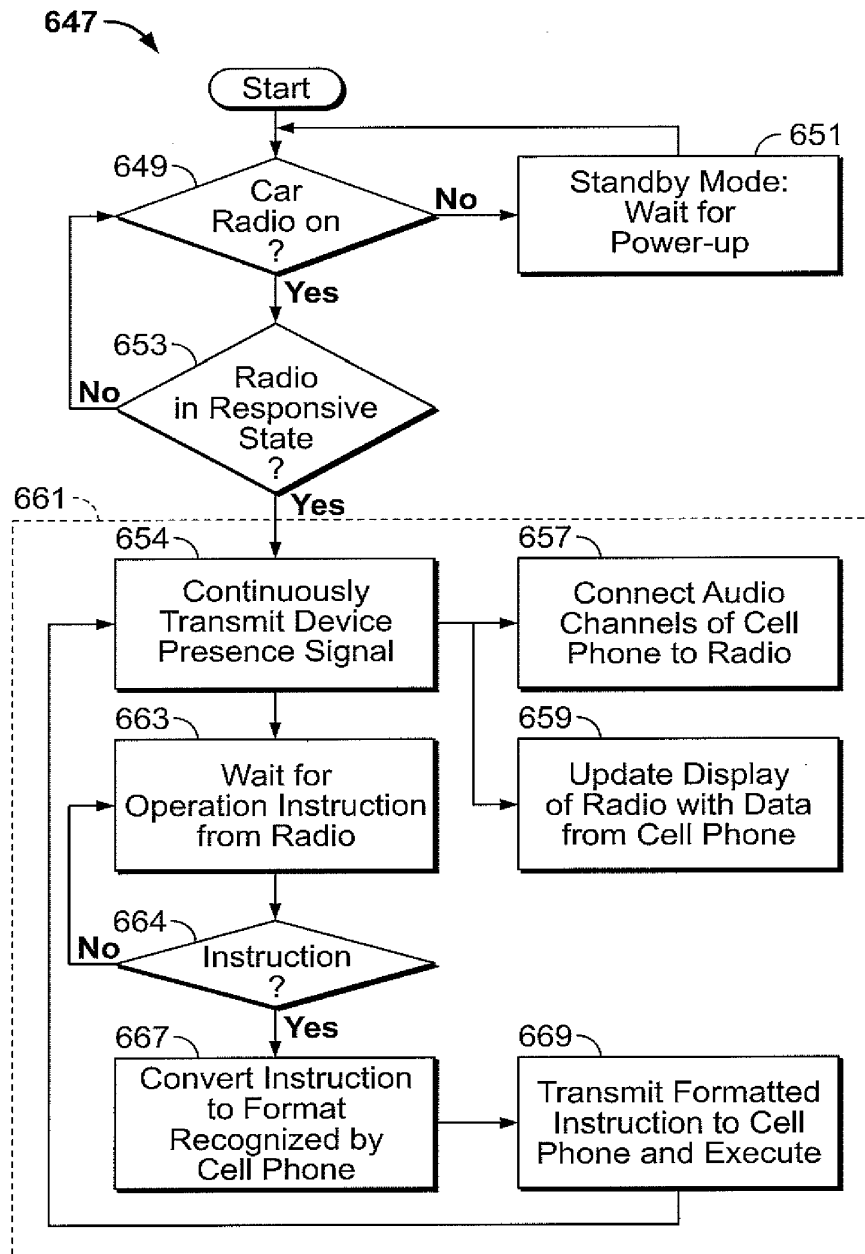 647
Start
649
Car
Radio on
?
No
Yes
651
Standby Mode:
Wait for
Power-up
653
Radio
in Responsive
State
?
No
Yes
661
654
Continuously
Transmit Device
Presence Signal
657
Connect Audio
Channels of Cell
Phone to Radio
663
Wait for
Operation Instruction
from Radio
659
Update Display
of Radio with Data
from Cell Phone
664
Instruction
?
No
Yes
667
Convert Instruction
to Format
Recognized by
Cell Phone
669
Transmit Formatted
Instruction to Cell
Phone and Execute